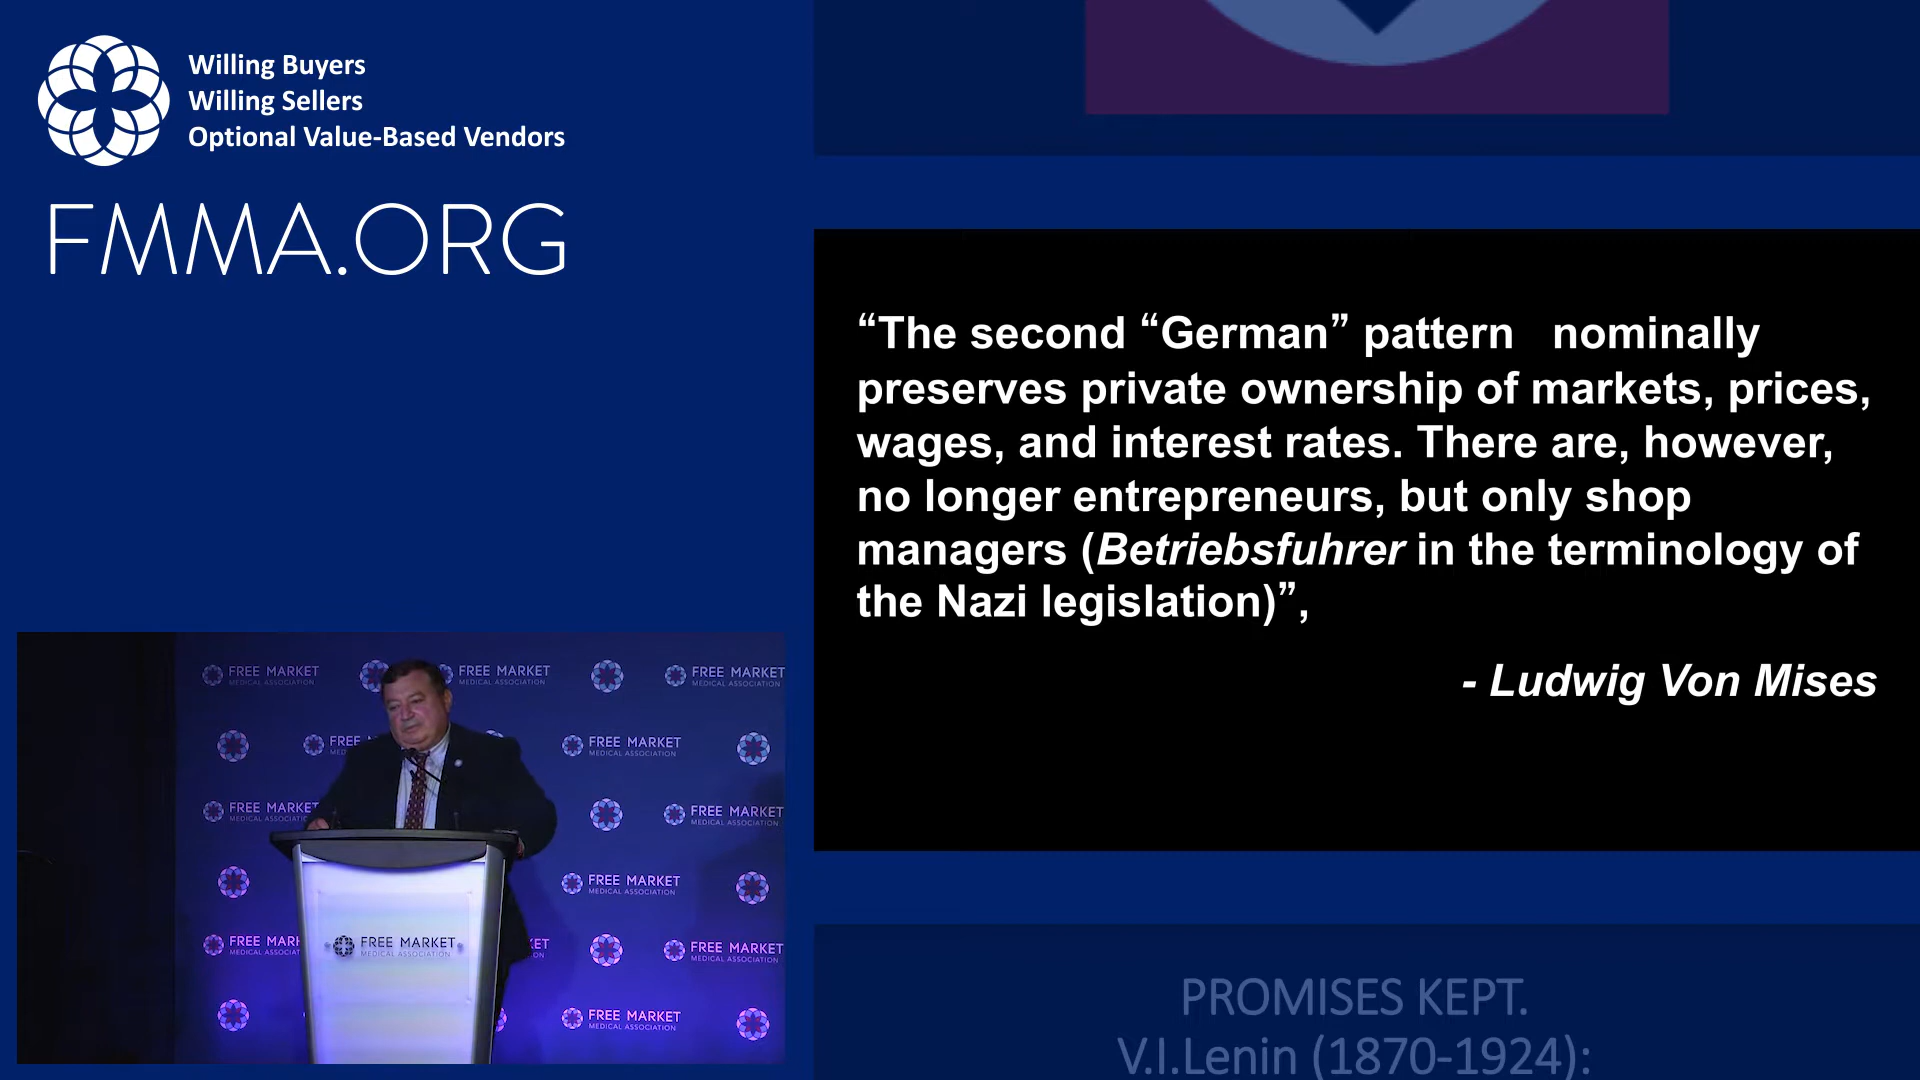 Willing Buyers
Willing Sellers
Optional Value-Based Vendors
FMMA.ORG
“The second “German” pattern nominally
preserves private ownership of markets, prices,
wages, and interest rates. There are, however,
no longer entrepreneurs, but only shop
managers (Betriebsfuhrer in the terminology of
the Nazi legislation)”,
- Ludwig Von Mises
PROMISES KEPT.
V.I.Lenin (1870-1924):
FREE MARKET
MEDICAL ASSOCIATION
FREE MARKET
MEDICAL ASSOCIATION
FREE MARKET
MEDICAL ASSOCIATION
FREE MARKET
MEDICAL ASSOCIATION
FREE MARKET
MEDICAL ASSOCIATION
FREE MARKET
MEDICAL ASSOCIATION
FREE MARKET
MEDICAL ASSOCIATION
FREE MARKET
MEDICAL ASSOCIATION
FREE MARKET
MEDICAL ASSOCIATION
FREE MARKET
MEDICAL ASSOCIATION